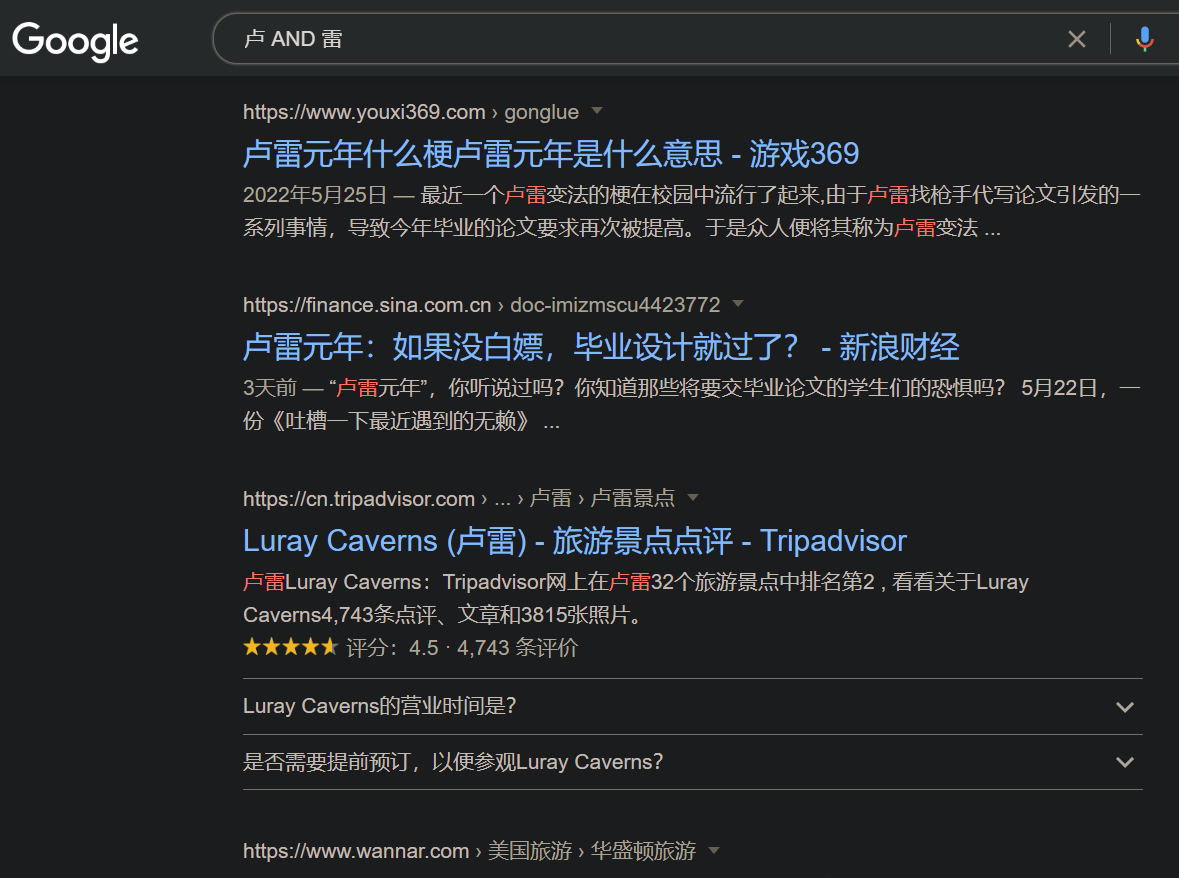 Google
卢 AND 雷
https://www.youxi369.com › gonglue
卢雷元年什么梗卢雷元年是什么意思 - 游戏369
2022年5月25日 — 最近一个卢雷变法的梗在校园中流行了起来,由于卢雷找枪手代写论文引发的一
系列事情，导致今年毕业的论文要求再次被提高。于是众人便将其称为卢雷变法 ...
https://finance.sina.com.cn › doc-imizmscu4423772
卢雷元年：如果没白嫖，毕业设计就过了？ - 新浪财经
3天前 — “卢雷元年”，你听说过吗？你知道那些将要交毕业论文的学生们的恐惧吗？ 5月22日，一
份《吐槽一下最近遇到的无赖》 ...
https://cn.tripadvisor.com › ... › 卢雷 › 卢雷景点
Luray Caverns (卢雷) - 旅游景点点评 - Tripadvisor
卢雷Luray Caverns：Tripadvisor网上在卢雷32个旅游景点中排名第2 , 看看关于Luray
Caverns4,743条点评、文章和3815张照片。
评分：4.5 · 4,743 条评价
Luray Caverns的营业时间是?
是否需要提前预订，以便参观Luray Caverns?
https://www.wannar.com › 美国旅游 › 华盛顿旅游